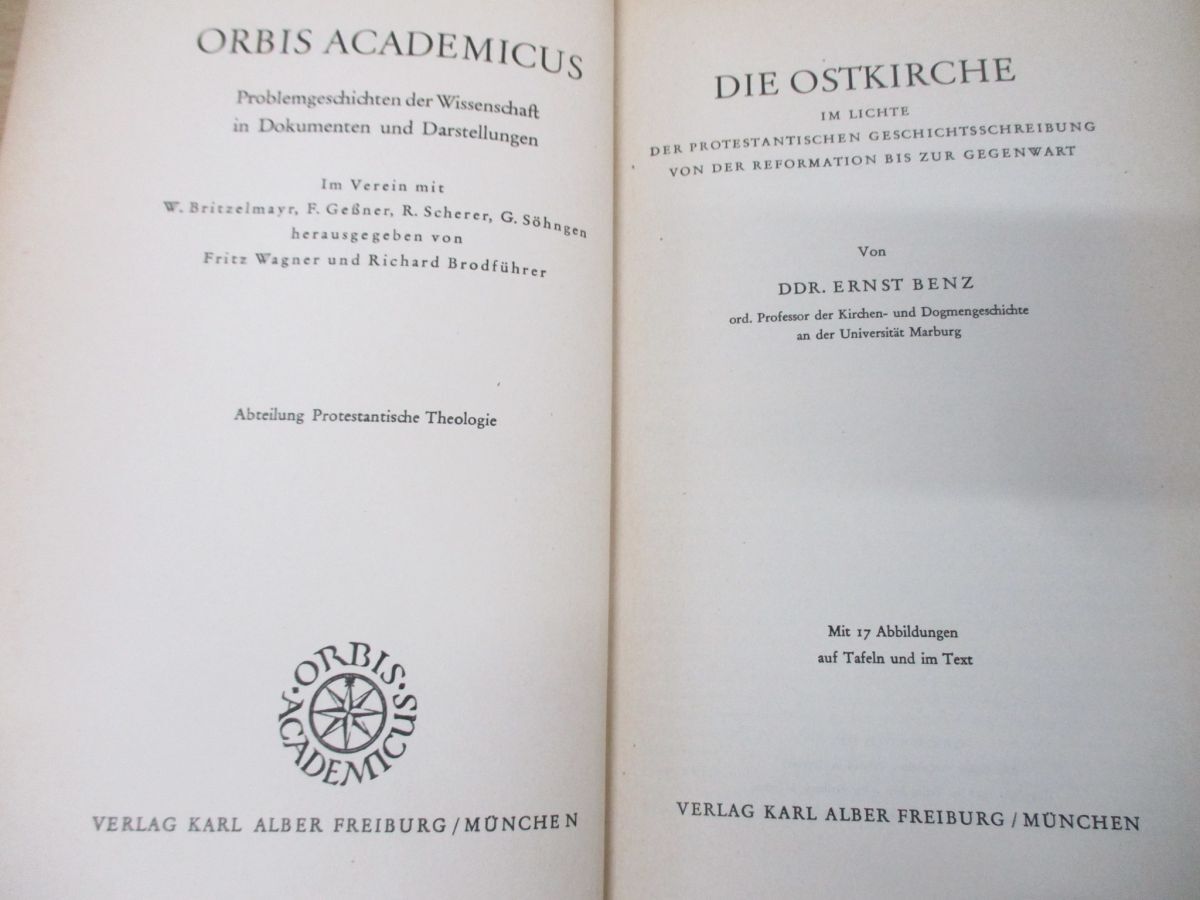 ORBIS ACADEMICUS
Problemgeschichten der Wissenschaft
in Dokumenten und Darstellungen
Im Verein mit
W. Britzelmayr, F. Geßner, R. Scherer, G. Söhngen
herausgegeben von
Fritz Wagner und Richard Brodführer
Abteilung Protestantische Theologie
ORBIS · ACADEMICUS ·
VERLAG KARL ALBER FREIBURG / MÜNCHEN
DIE OSTKIRCHE
IM LICHTE
DER PROTESTANTISCHEN GESCHICHTSSCHREIBUNG
VON DER REFORMATION BIS ZUR GEGENWART
Von
DDR. ERNST BENZ
ord. Professor der Kirchen- und Dogmengeschichte
an der Universität Marburg
Mit 17 Abbildungen
auf Tafeln und im Text
VERLAG KARL ALBER FREIBURG / MÜNCHEN